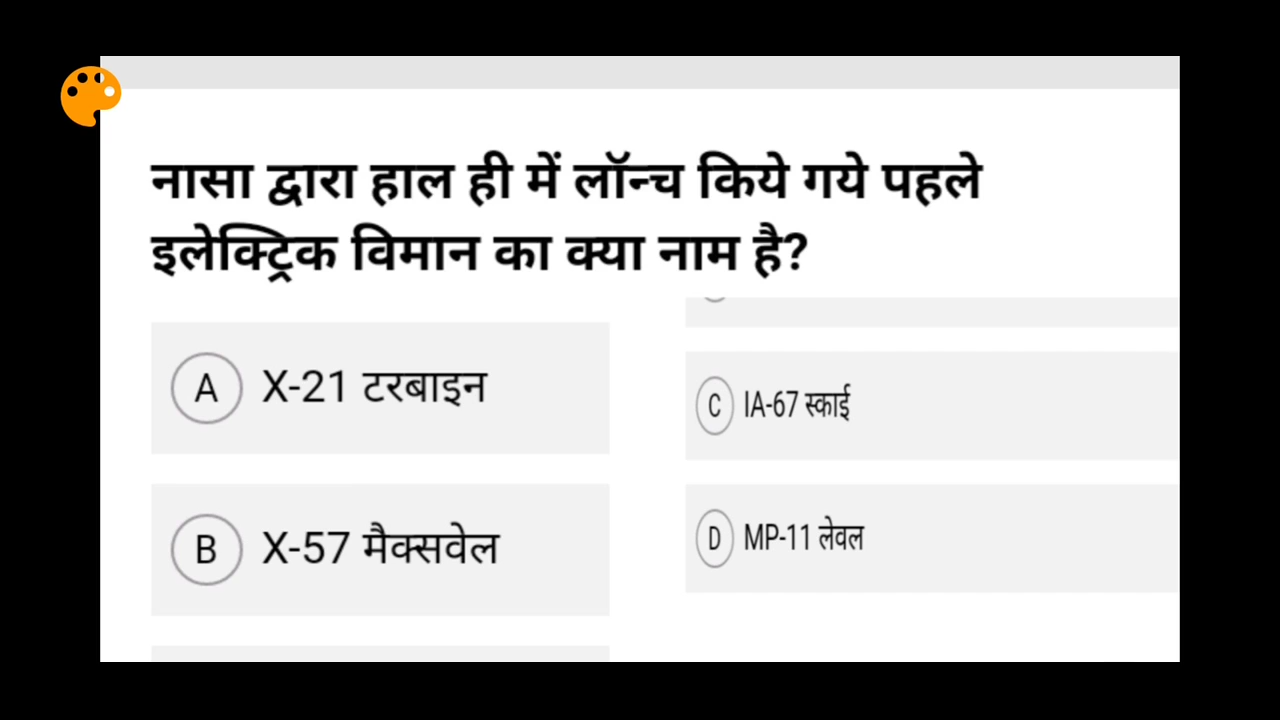 नासा द्वारा हाल ही में लॉन्च किये गये पहले
इलेक्ट्रिक विमान का क्या नाम है?
A X-21 टरबाइन
B X-57 मैक्सवेल
C IA-67 स्काई
D MP-11 लेवल